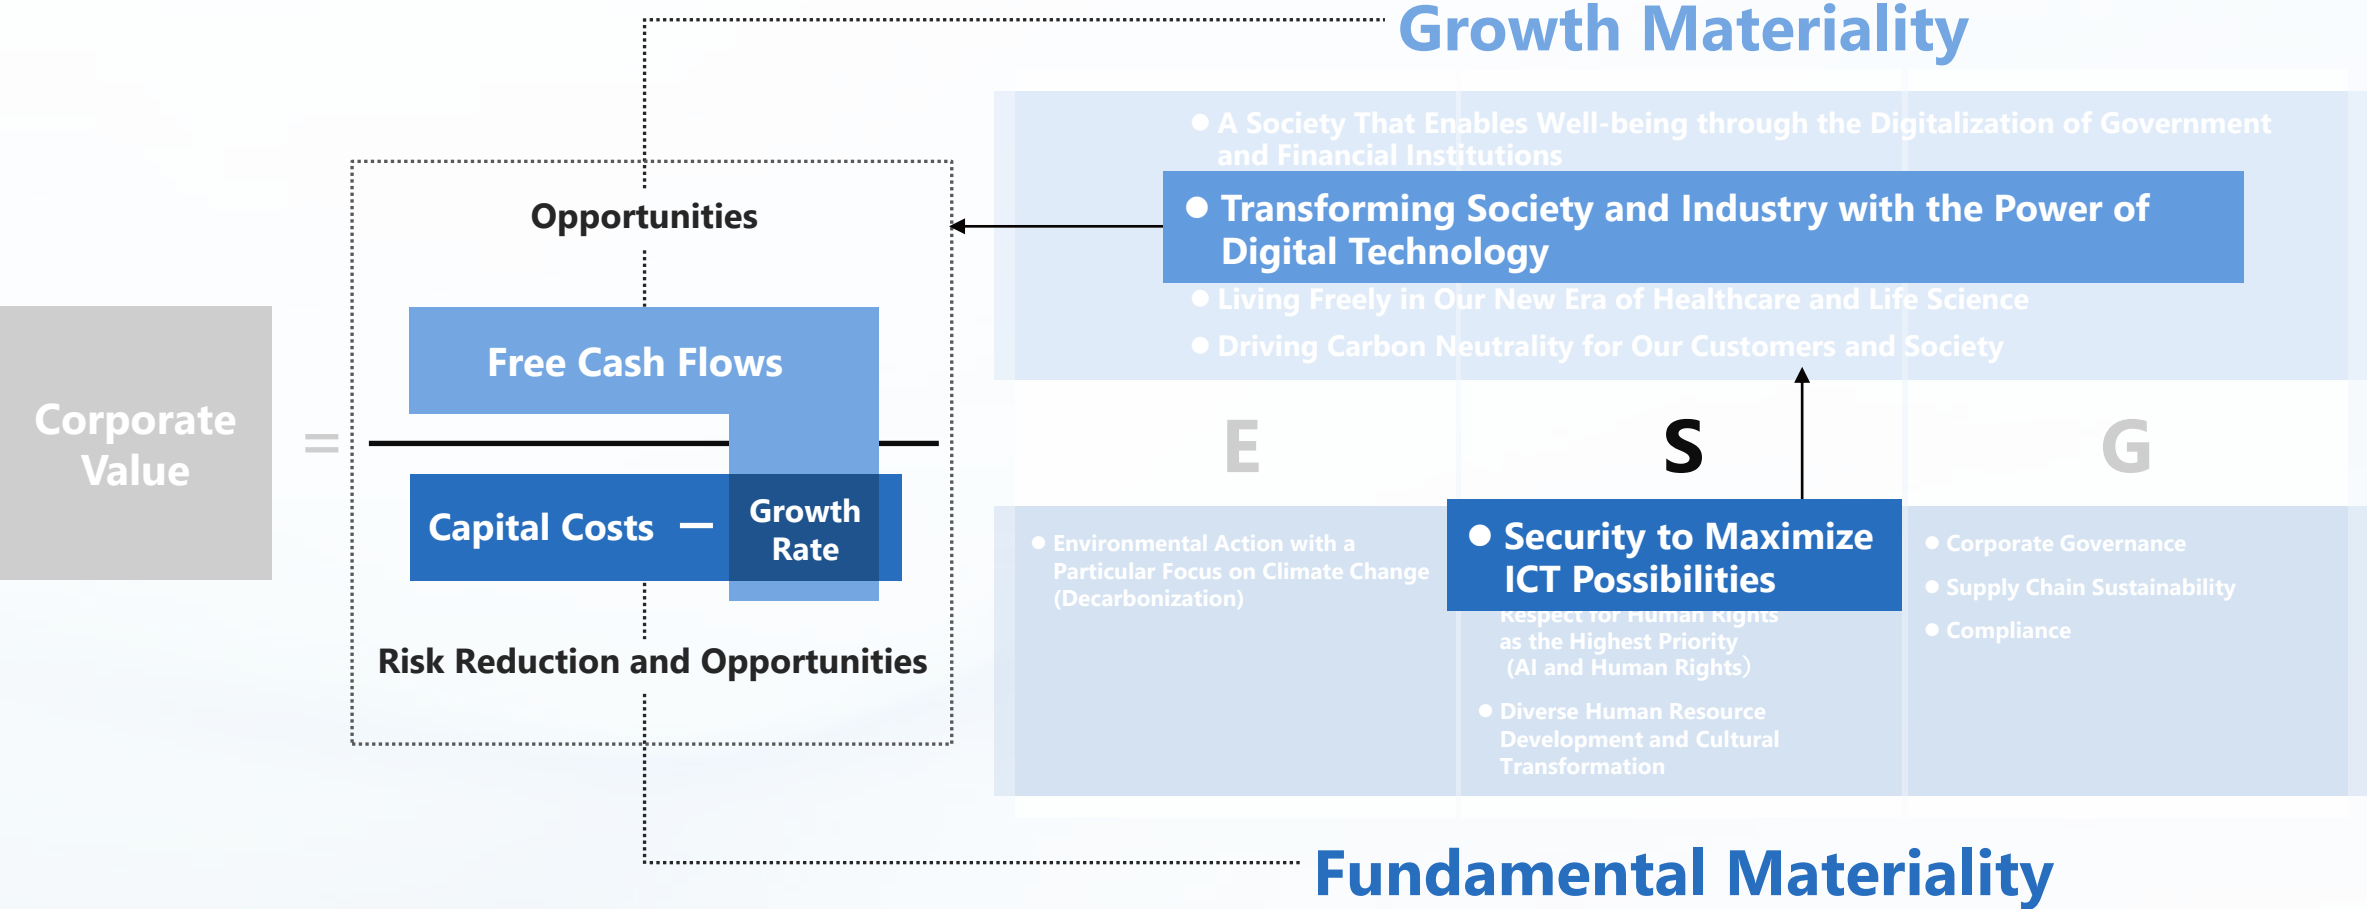 Growth Materiality
● A Society That Enables Well-being through the Digitalization of Government
and Financial Institutions
● Transforming Society and Industry with the Power of
Digital Technology
● Living Freely in Our New Era of Healthcare and Life Science
● Driving Carbon Neutrality for Our Customers and Society
Opportunities
Free Cash Flows
Corporate
Value
=
Capital Costs −
Growth
Rate
Risk Reduction and Opportunities
E
S
G
● Environmental Action with a
Particular Focus on Climate Change
(Decarbonization)
● Security to Maximize
ICT Possibilities
Respect for Human Rights
as the Highest Priority
(AI and Human Rights）
● Diverse Human Resource
Development and Cultural
Transformation
● Corporate Governance
● Supply Chain Sustainability
● Compliance
Fundamental Materiality